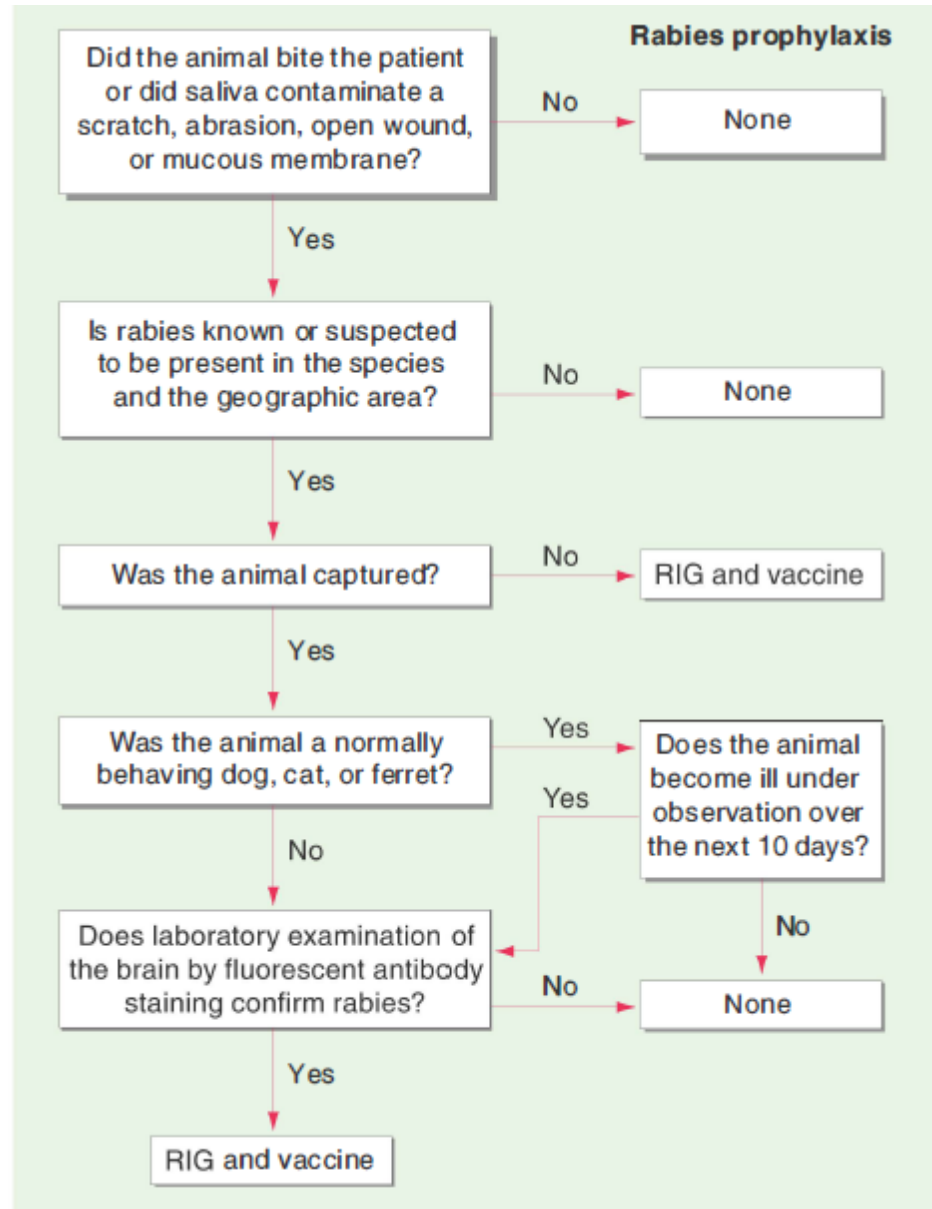 Rabies prophylaxis
Did the animal bite the patient
or did saliva contaminate a
scratch, abrasion, open wound,
or mucous membrane?
No
None
Yes
Is rabies known or suspected
to be present in the species
and the geographic area?
No
None
Yes
Was the animal captured?
No
RIG and vaccine
Yes
Was the animal a normally
behaving dog, cat, or ferret?
Yes
Does the animal
become ill under
observation over
the next 10 days?
Yes
No
No
Does laboratory examination of
the brain by fluorescent antibody
staining confirm rabies?
No
None
Yes
RIG and vaccine